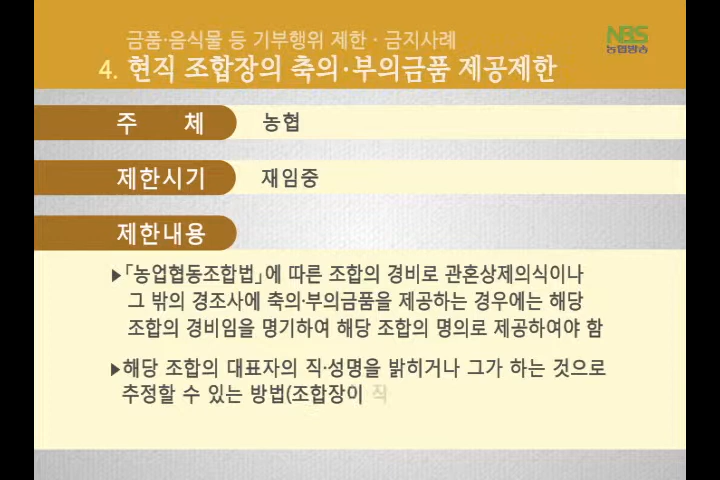 금품·음식물 등 기부행위 제한·금지사례
NBS
농협방송
4. 현직 조합장의 축의·부의금품 제공제한
주 체
농협
제한시기
재임중
제한내용
▶「농업협동조합법」에 따른 조합의 경비로 관혼상제의식이나
그 밖의 경조사에 축의·부의금품을 제공하는 경우에는 해당
조합의 경비임을 명기하여 해당 조합의 명의로 제공하여야 함
▶해당 조합의 대표자의 직·성명을 밝히거나 그가 하는 것으로
추정할 수 있는 방법(조합장이 직